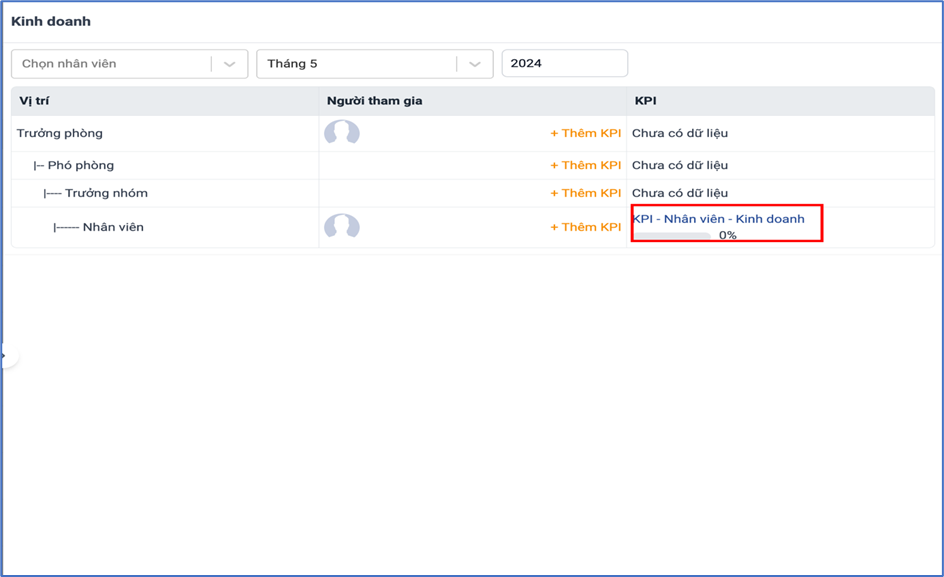 Kinh doanh
Chọn nhân viên Tháng 5 2024
Vị trí Người tham gia KPI
Trưởng phòng + Thêm KPI Chưa có dữ liệu
|-- Phó phòng + Thêm KPI Chưa có dữ liệu
|---- Trưởng nhóm + Thêm KPI Chưa có dữ liệu
|------ Nhân viên + Thêm KPI KPI - Nhân viên - Kinh doanh
0%